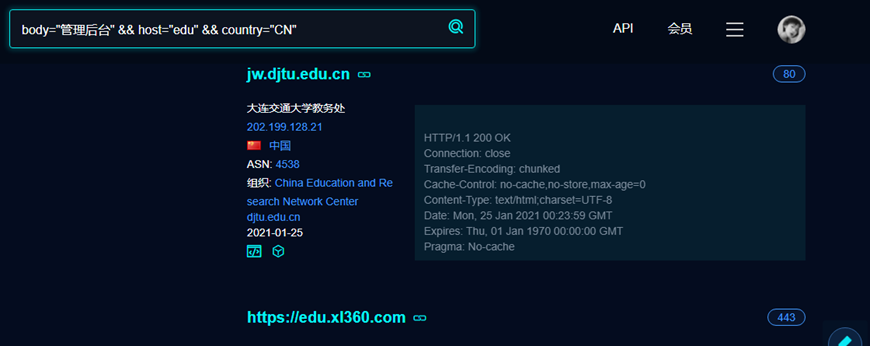 body="管理后台" && host="edu" && country="CN"
API
会员
jw.djtu.edu.cn
80
大连交通大学教务处
202.199.128.21
中国
ASN: 4538
组织: China Education and Re
search Network Center
djtu.edu.cn
2021-01-25
HTTP/1.1 200 OK
Connection: close
Transfer-Encoding: chunked
Cache-Control: no-cache,no-store,max-age=0
Content-Type: text/html;charset=UTF-8
Date: Mon, 25 Jan 2021 00:23:59 GMT
Expires: Thu, 01 Jan 1970 00:00:00 GMT
Pragma: No-cache
https://edu.xl360.com
443